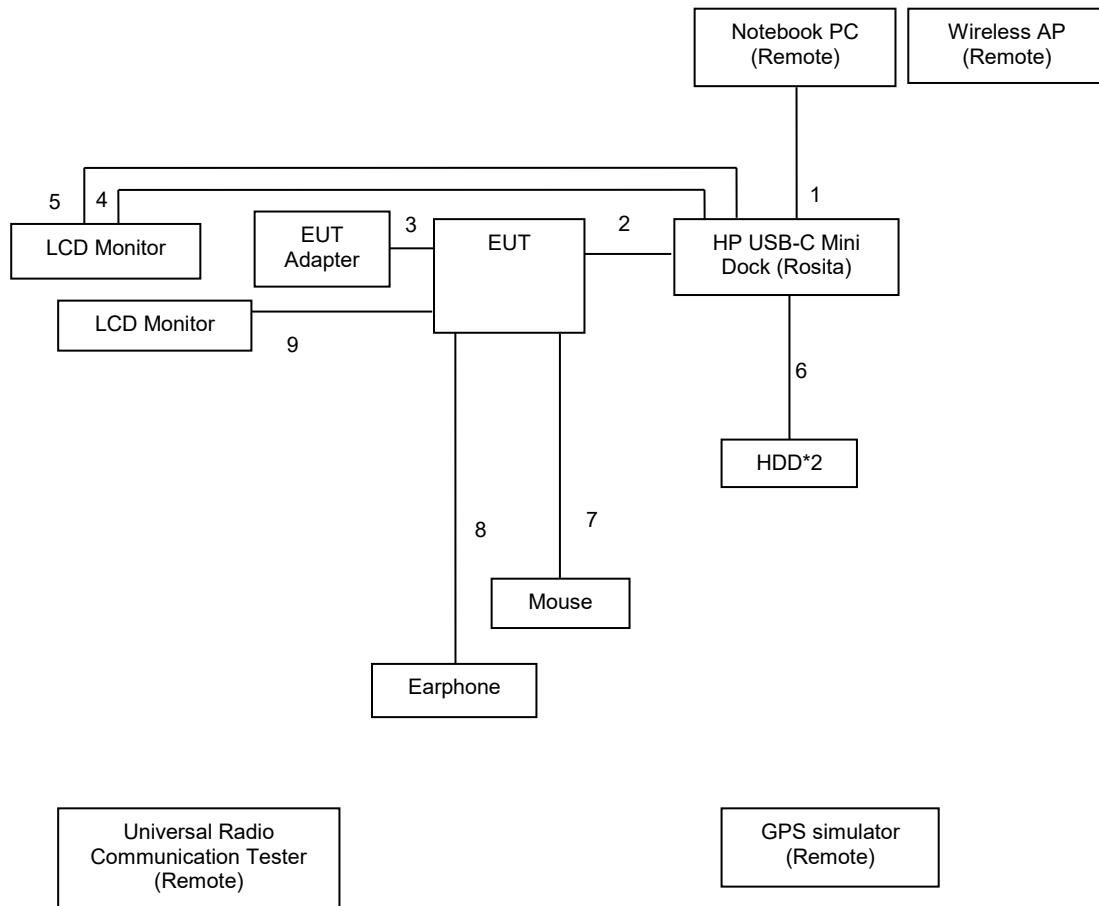 Notebook PC
(Remote)
Wireless AP
(Remote)
5
4
1
LCD Monitor
EUT
Adapter
3
EUT
2
HP USB-C Mini
Dock (Rosita)
LCD Monitor
9
6
HDD*2
8
7
Mouse
Earphone
Universal Radio
Communication Tester
(Remote)
GPS simulator
(Remote)